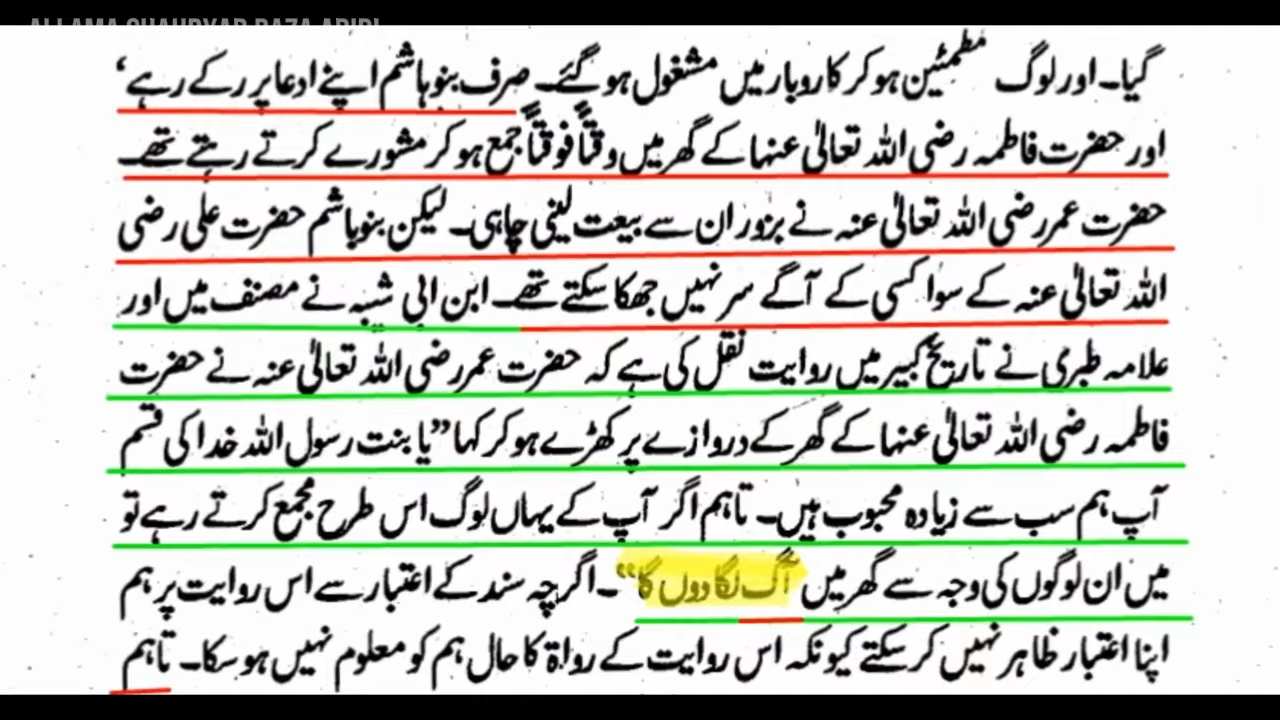 ALLAMA SHAHRYAR RAZA ABIDI
گیا۔ اور لوگ مطمئین ہو کر کاروبار میں مشغول ہو گئے۔ صرف بنو ہاشم اپنے ادعا پر رکے رہے،
اور حضرت فاطمہ رضی اللہ تعالیٰ عنہا کے گھر میں وقتاً فوقتاً جمع ہو کر مشورے کرتے رہتے تھے۔
حضرت عمر رضی اللہ تعالیٰ عنہ نے بزور ان سے بیعت لینی چاہی۔ لیکن بنو ہاشم حضرت علی رضی
اللہ تعالیٰ عنہ کے سوا کسی کے آگے سر نہیں جھکا سکتے تھے۔ ابن ابی شیبہ نے مصنف میں اور
علامہ طبری نے تاریخ کبیر میں روایت نقل کی ہے کہ حضرت عمر رضی اللہ تعالیٰ عنہ نے حضرت
فاطمہ رضی اللہ تعالیٰ عنہا کے گھر کے دروازے پر کھڑے ہو کر کہا ”یا بنت رسول اللہ خدا کی قسم
آپ ہم سب سے زیادہ محبوب ہیں۔ تاہم اگر آپ کے یہاں لوگ اس طرح مجمع کرتے رہے تو
میں ان لوگوں کی وجہ سے گھر میں آگ لگا دوں گا“۔ اگرچہ سند کے اعتبار سے اس روایت پر ہم
اپنا اعتبار ظاہر نہیں کر سکتے کیونکہ اس روایت کے رواۃ کا حال ہم کو معلوم نہیں ہو سکا۔ تاہم